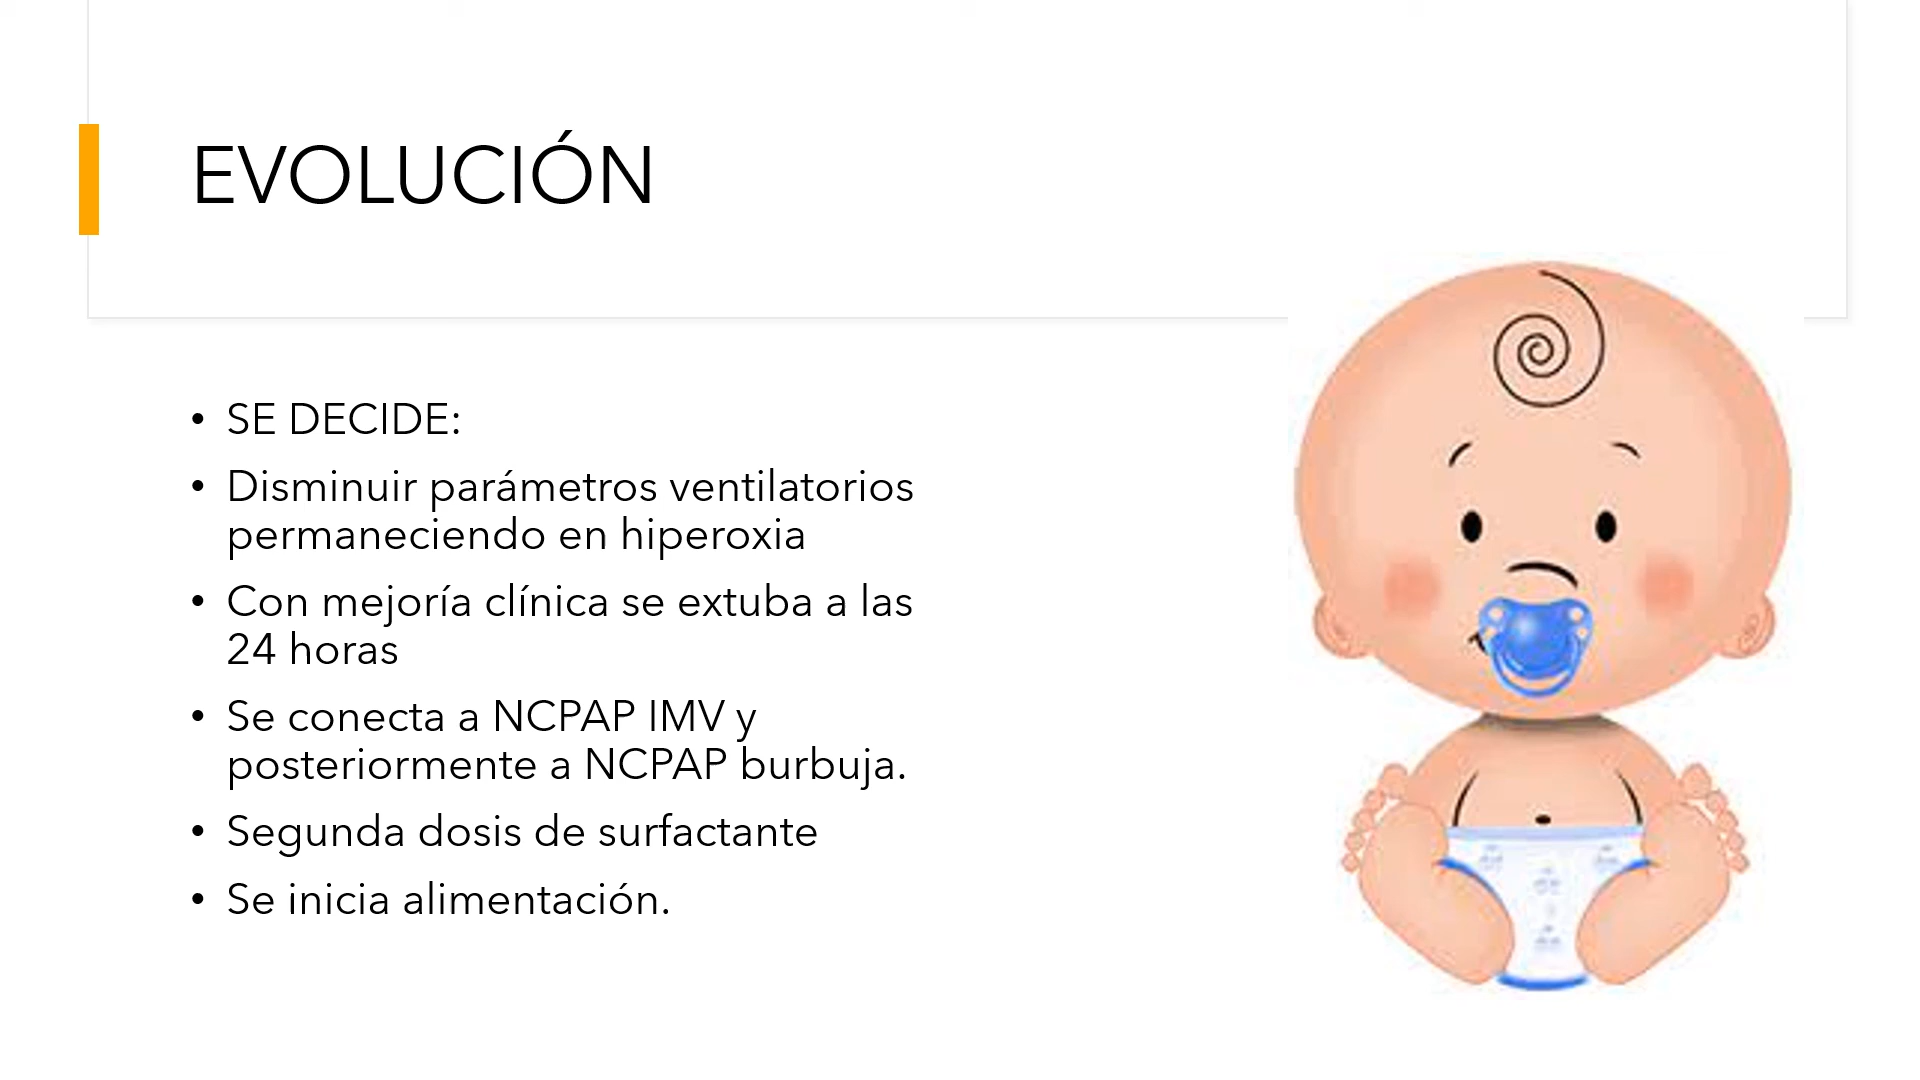 EVOLUCIÓN
• SE DECIDE:
• Disminuir parámetros ventilatorios
permaneciendo en hiperoxia
• Con mejoría clínica se extuba a las
24 horas
• Se conecta a NCPAP IMV y
posteriormente a NCPAP burbuja.
• Segunda dosis de surfactante
• Se inicia alimentación.